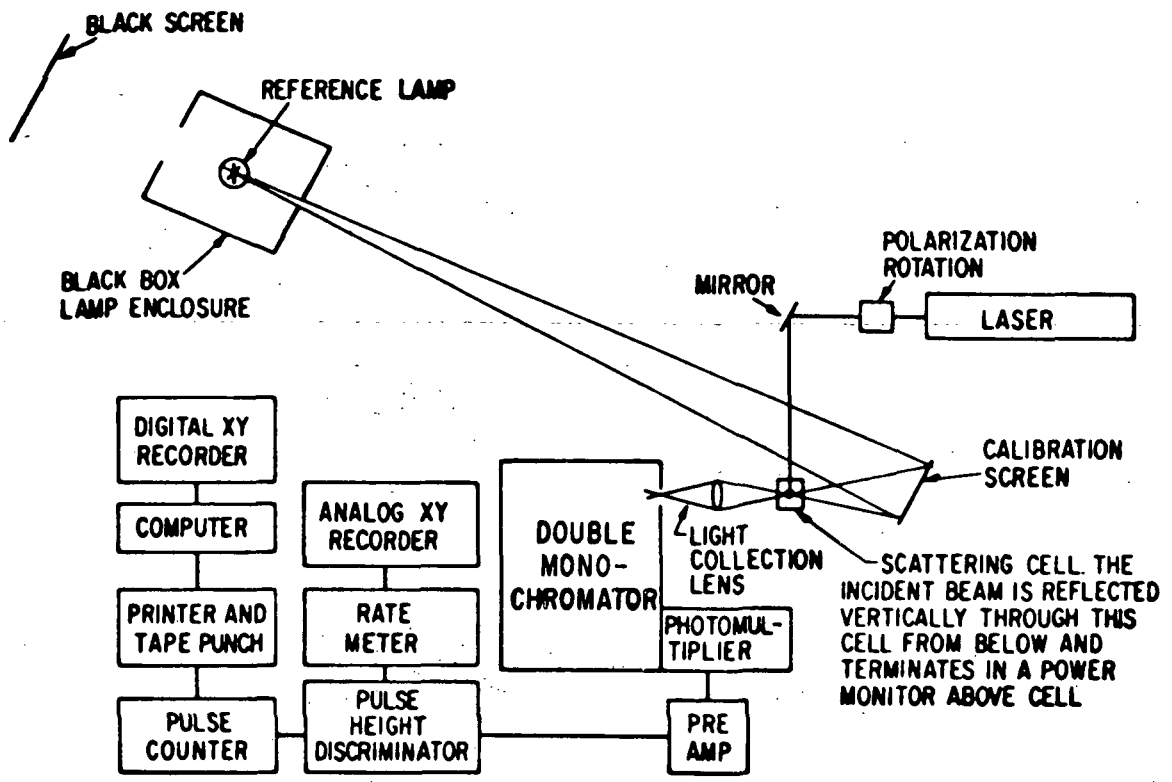 BLACK SCREEN
REFERENCE LAMP
BLACK BOX
LAMP ENCLOSURE
POLARIZATION
ROTATION
MIRROR
LASER
CALIBRATION
SCREEN
DIGITAL XY
RECORDER
COMPUTER
PRINTER AND
TAPE PUNCH
PULSE
COUNTER
ANALOG XY
RECORDER
RATE
METER
PULSE
HEIGHT
DISCRIMINATOR
DOUBLE
MONO-
CHROMATOR
LIGHT
COLLECTION
LENS
PHOTOMUL-
TIPLIER
PRE
AMP
SCATTERING CELL. THE
INCIDENT BEAM IS REFLECTED
VERTICALLY THROUGH THIS
CELL FROM BELOW AND
TERMINATES IN A POWER
MONITOR ABOVE CELL